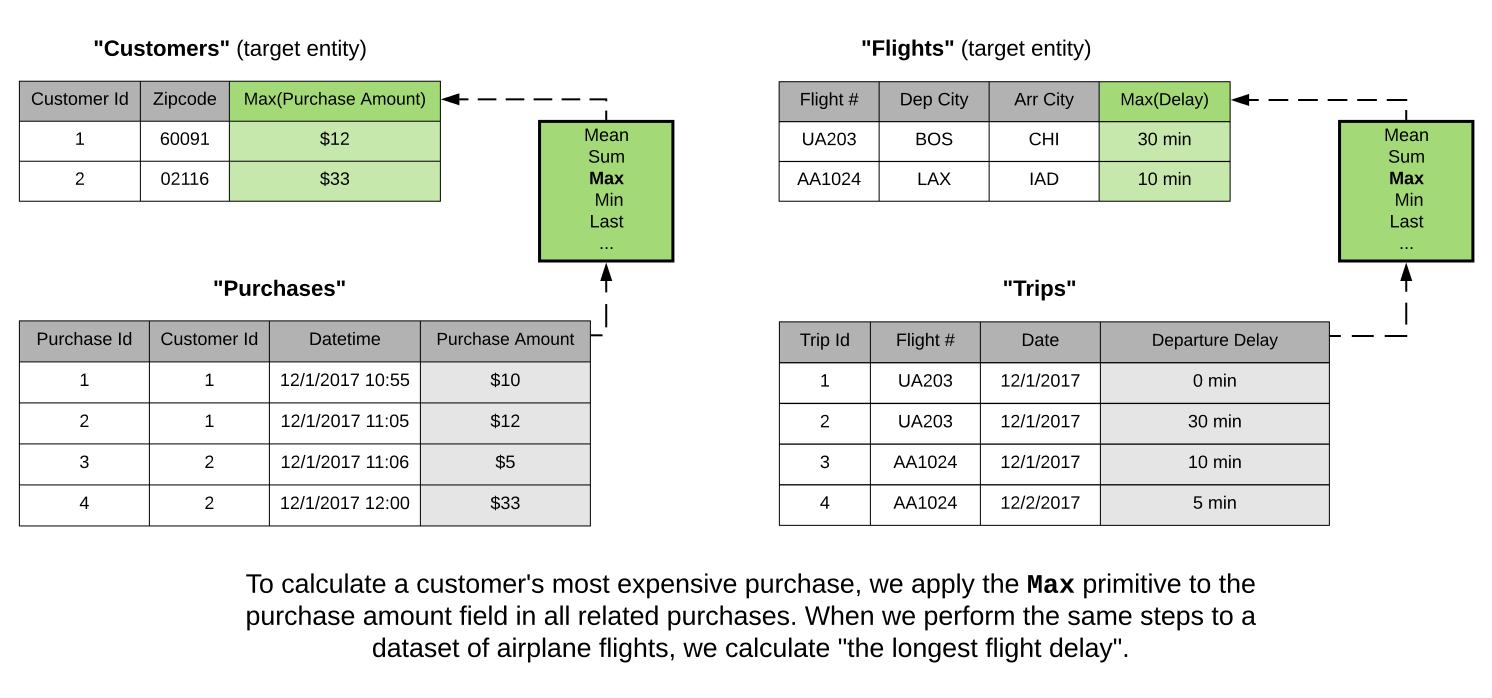 "Customers" (target entity)
Customer Id Zipcode Max(Purchase Amount)
1 60091 $12
2 02116 $33
Mean
Sum
Max
Min
Last
...
"Purchases"
Purchase Id Customer Id Datetime Purchase Amount
1 1 12/1/2017 10:55 $10
2 1 12/1/2017 11:05 $12
3 2 12/1/2017 11:06 $5
4 2 12/1/2017 12:00 $33
"Flights" (target entity)
Flight # Dep City Arr City Max(Delay)
UA203 BOS CHI 30 min
AA1024 LAX IAD 10 min
Mean
Sum
Max
Min
Last
...
"Trips"
Trip Id Flight # Date Departure Delay
1 UA203 12/1/2017 0 min
2 UA203 12/1/2017 30 min
3 AA1024 12/1/2017 10 min
4 AA1024 12/2/2017 5 min
To calculate a customer's most expensive purchase, we apply the Max primitive to the
purchase amount field in all related purchases. When we perform the same steps to a
dataset of airplane flights, we calculate "the longest flight delay".